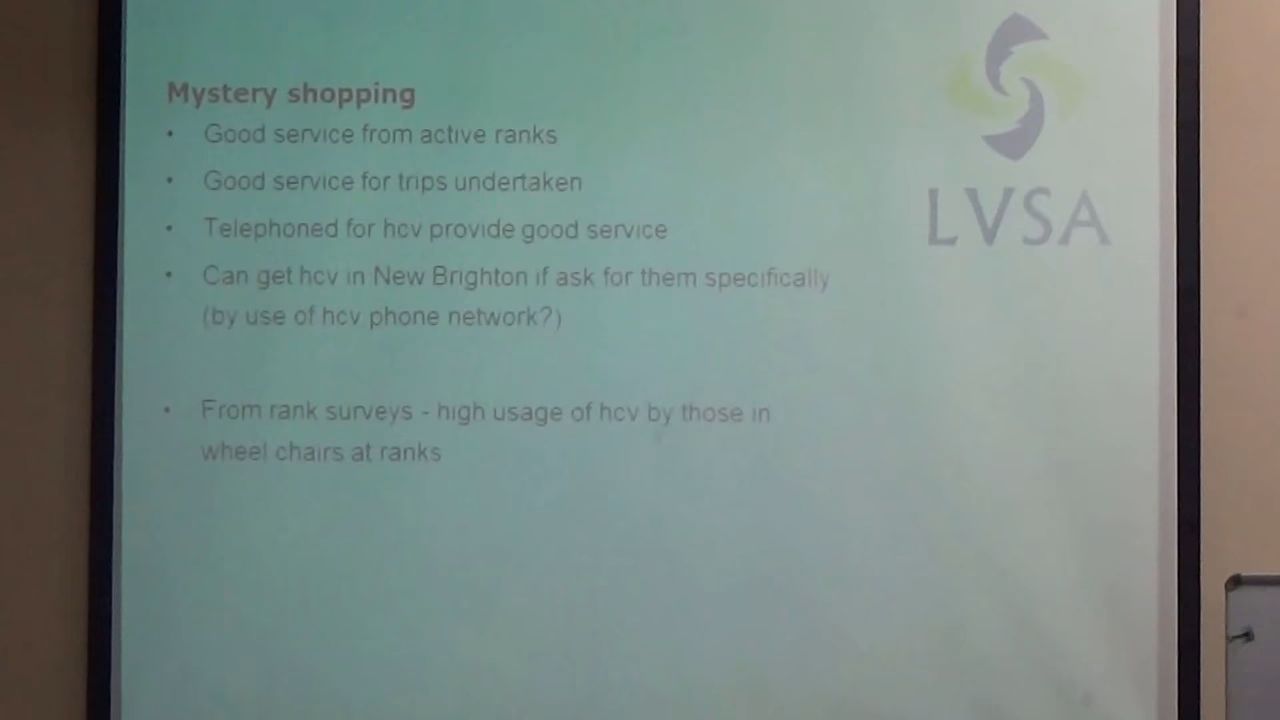 Mystery shopping
• Good service from active ranks
• Good service for trips undertaken
• Telephoned for hcv provide good service
• Can get hcv in New Brighton if ask for them specifically
(by use of hcv phone network?)
• From rank surveys - high usage of hcv by those in
wheel chairs at ranks
LVSA